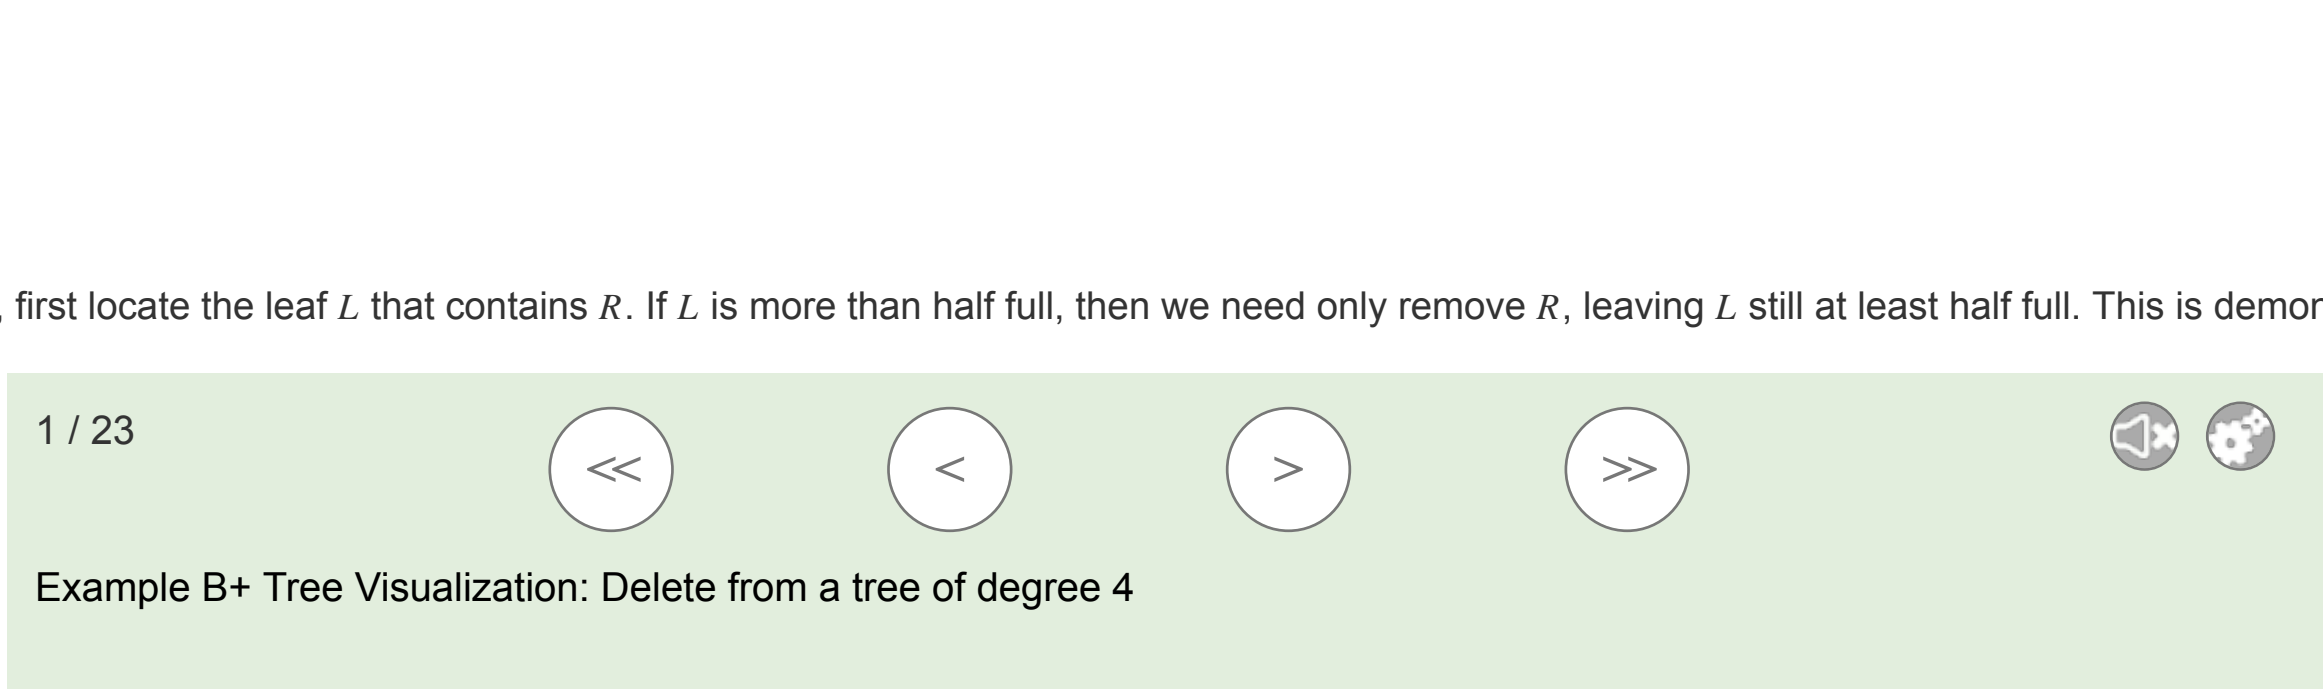 , first locate the leaf L that contains R. If L is more than half full, then we need only remove R, leaving L still at least half full. This is demon
1 / 23
<< < > >>
Example B+ Tree Visualization: Delete from a tree of degree 4